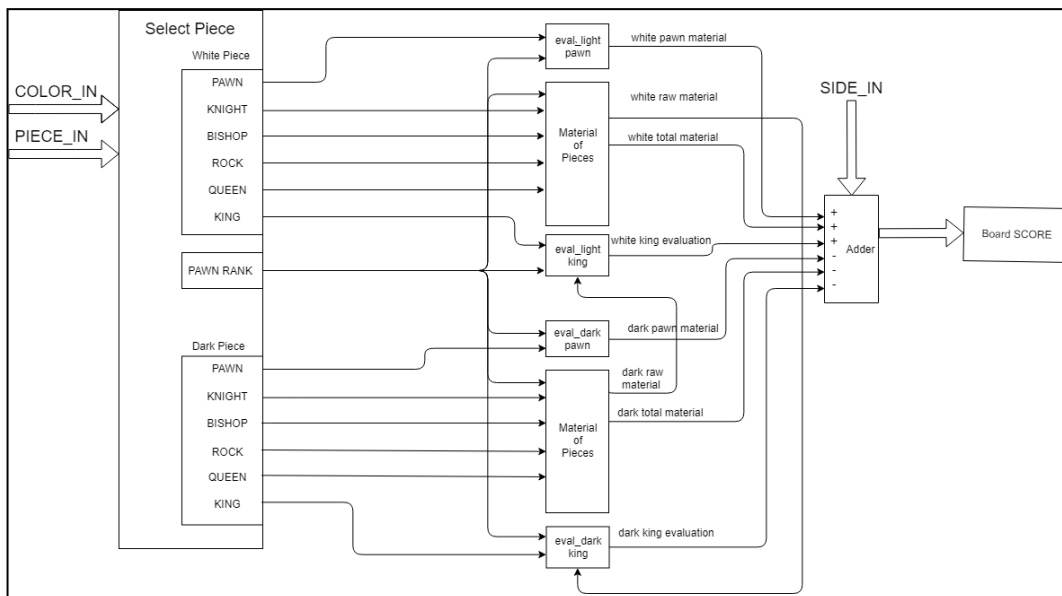 Select Piece
White Piece
PAWN
KNIGHT
BISHOP
ROCK
QUEEN
KING
PAWN RANK
Dark Piece
PAWN
KNIGHT
BISHOP
ROCK
QUEEN
KING
COLOR_IN
PIECE_IN
eval_light
pawn
Material
of
Pieces
eval_light
king
eval_dark
pawn
Material
of
Pieces
eval_dark
king
white pawn material
white raw material
white total material
white king evaluation
dark pawn material
dark raw
material
dark total material
dark king evaluation
SIDE_IN
+
+
+
Adder
-
-
-
Board SCORE